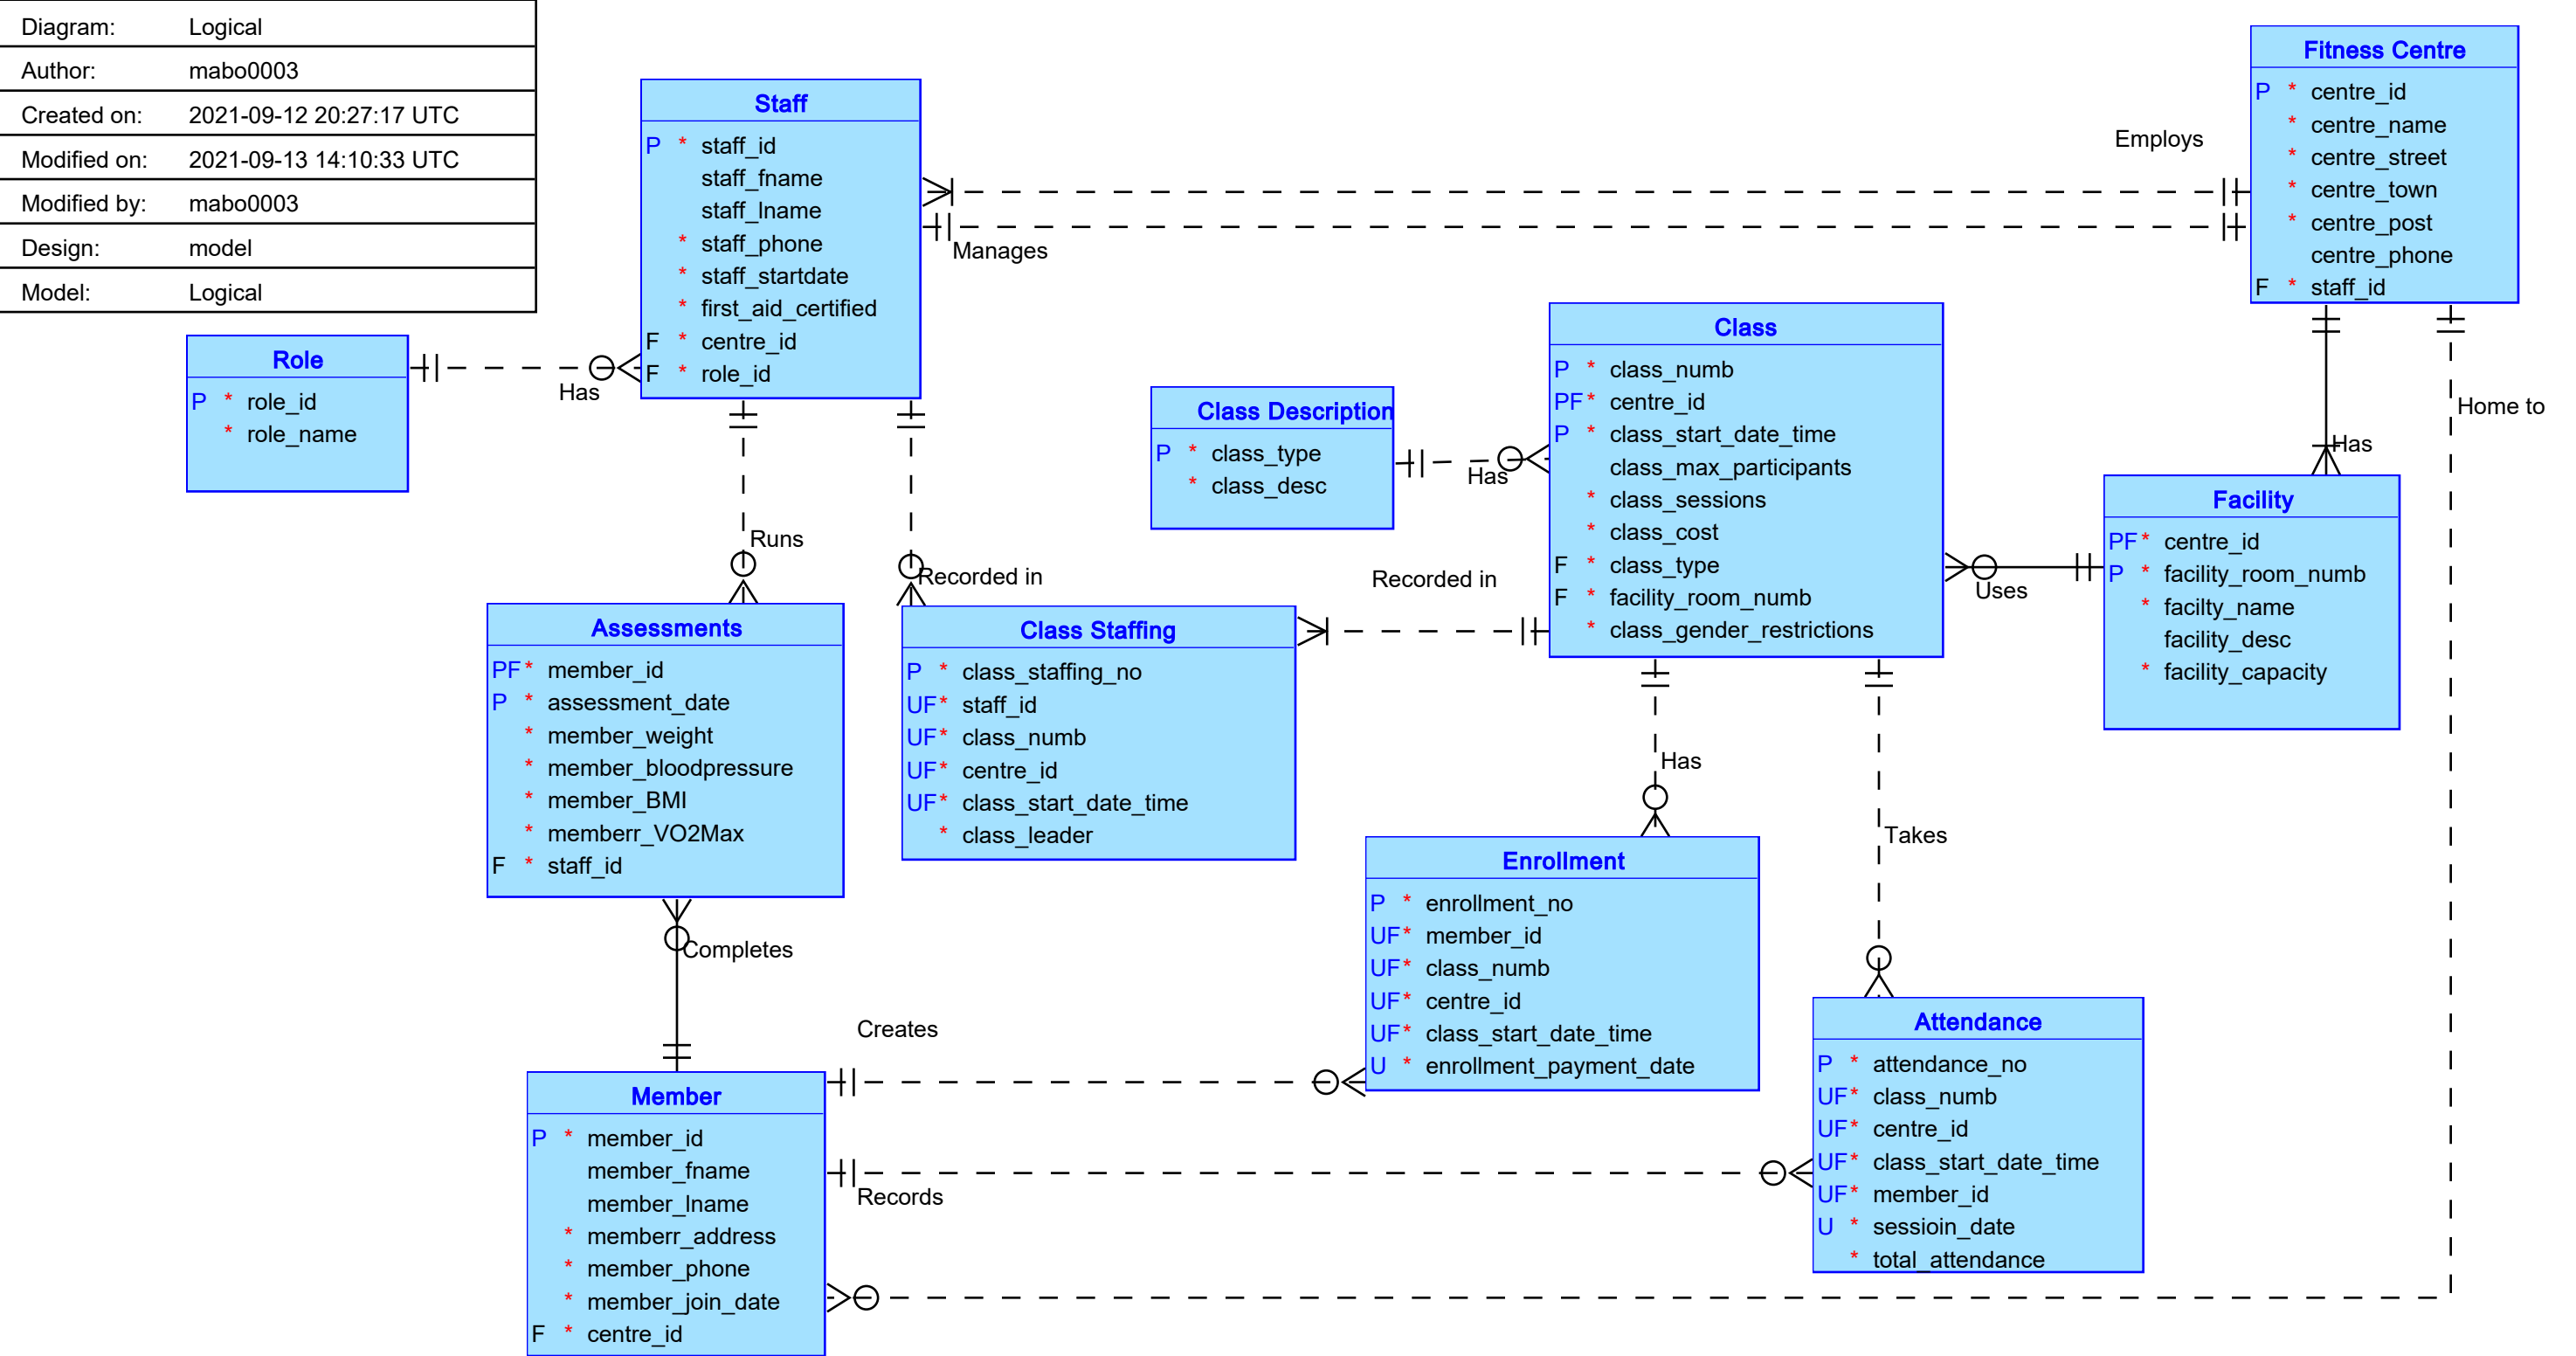 Diagram: Logical
Author: mabo0003
Created on: 2021-09-12 20:27:17 UTC
Modified on: 2021-09-13 14:10:33 UTC
Modified by: mabo0003
Design: model
Model: Logical
Staff
P * staff_id
staff_fname
staff_lname
* staff_phone
* staff_startdate
* first_aid_certified
F * centre_id
F * role_id
Employs
Manages
Fitness Centre
P * centre_id
* centre_name
* centre_street
* centre_town
* centre_post
centre_phone
F * staff_id
Role
P * role_id
* role_name
Has
Class Description
P * class_type
* class_desc
Has
Class
P * class_numb
PF * centre_id
P * class_start_date_time
class_max_participants
* class_sessions
* class_cost
F * class_type
F * facility_room_numb
* class_gender_restrictions
Home to
Has
Facility
PF * centre_id
P * facility_room_numb
* facilty_name
facility_desc
* facility_capacity
Uses
Runs
Recorded in
Recorded in
Assessments
PF * member_id
P * assessment_date
* member_weight
* member_bloodpressure
* member_BMI
* memberr_VO2Max
F * staff_id
Class Staffing
P * class_staffing_no
UF * staff_id
UF * class_numb
UF * centre_id
UF * class_start_date_time
* class_leader
Has
Takes
Enrollment
P * enrollment_no
UF * member_id
UF * class_numb
UF * centre_id
UF * class_start_date_time
U * enrollment_payment_date
Completes
Creates
Records
Member
P * member_id
member_fname
member_lname
* memberr_address
* member_phone
* member_join_date
F * centre_id
Attendance
P * attendance_no
UF * class_numb
UF * centre_id
UF * class_start_date_time
UF * member_id
U * sessioin_date
* total_attendance